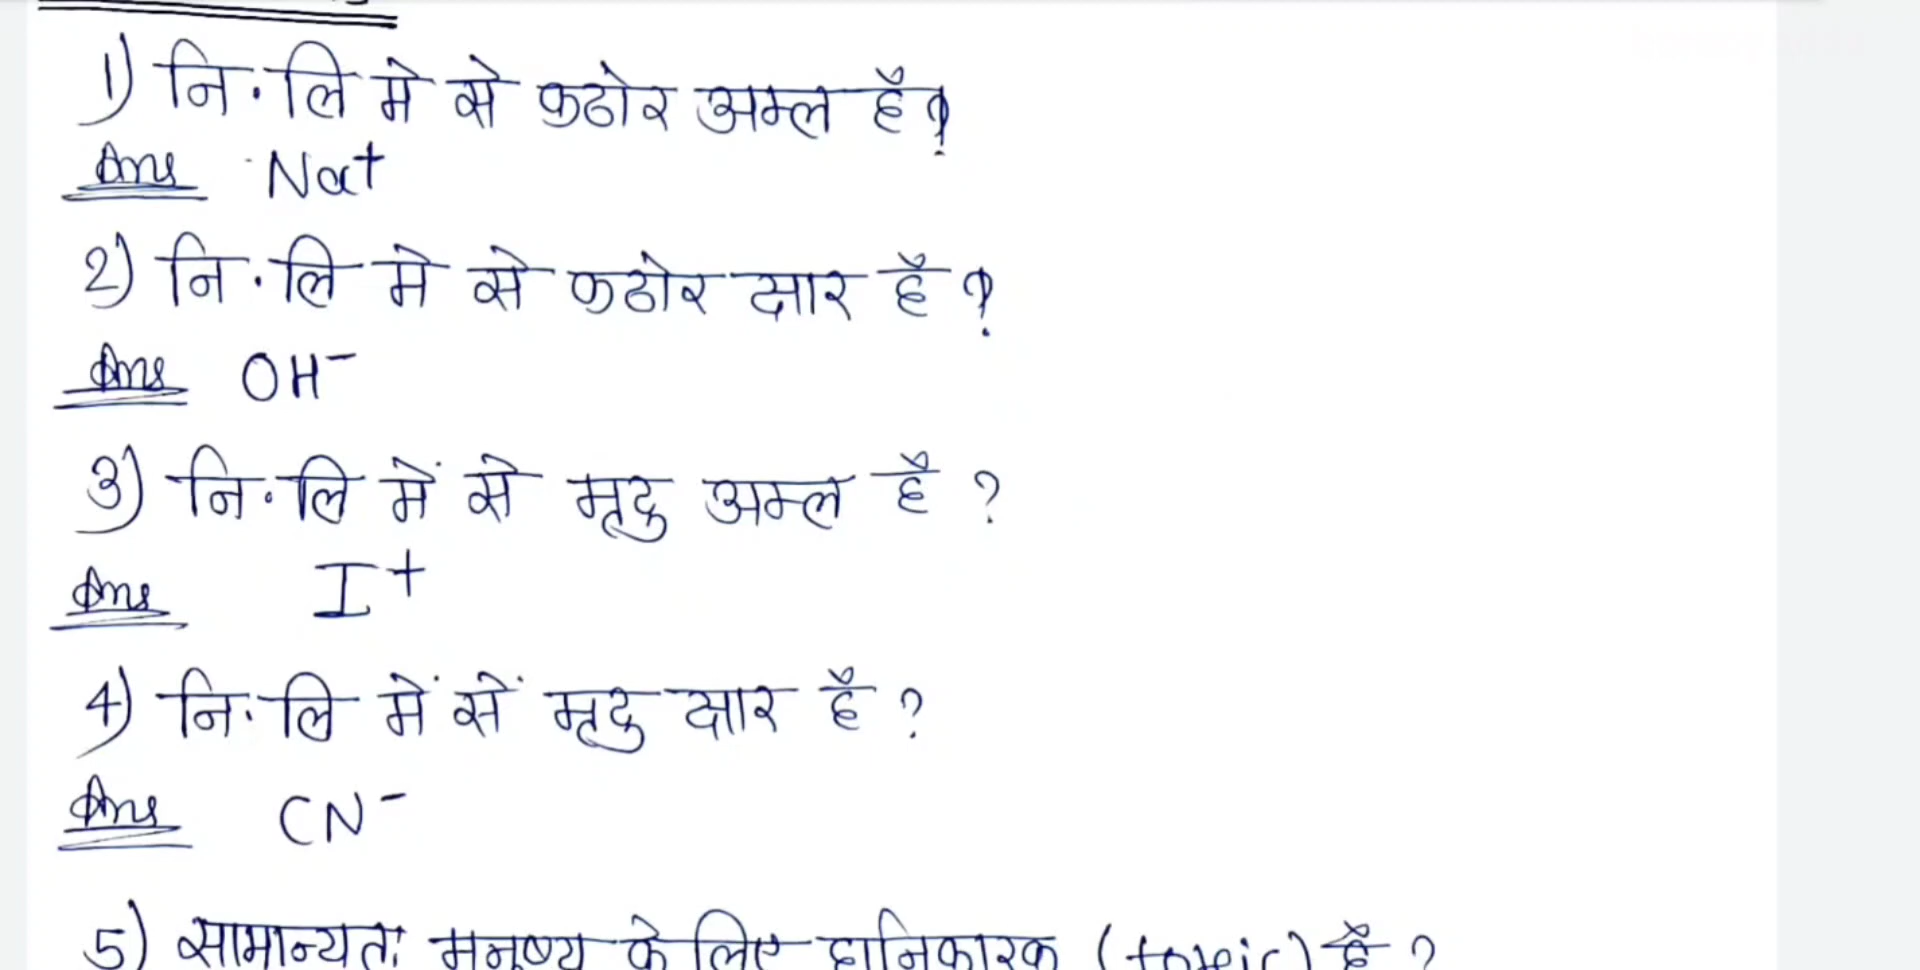 1) नि.लि मे से कठोर अम्ल है?
Ans Na+
2) नि.लि मे से कठोर क्षार है?
Ans OH−
3) नि.लि में से मृदु अम्ल है ?
Ans I+
4) नि.लि में सें मृदु क्षार है ?
Ans CN−
5) सामान्यतः मनुष्य के लिए हानिकारक (toxic) है ?